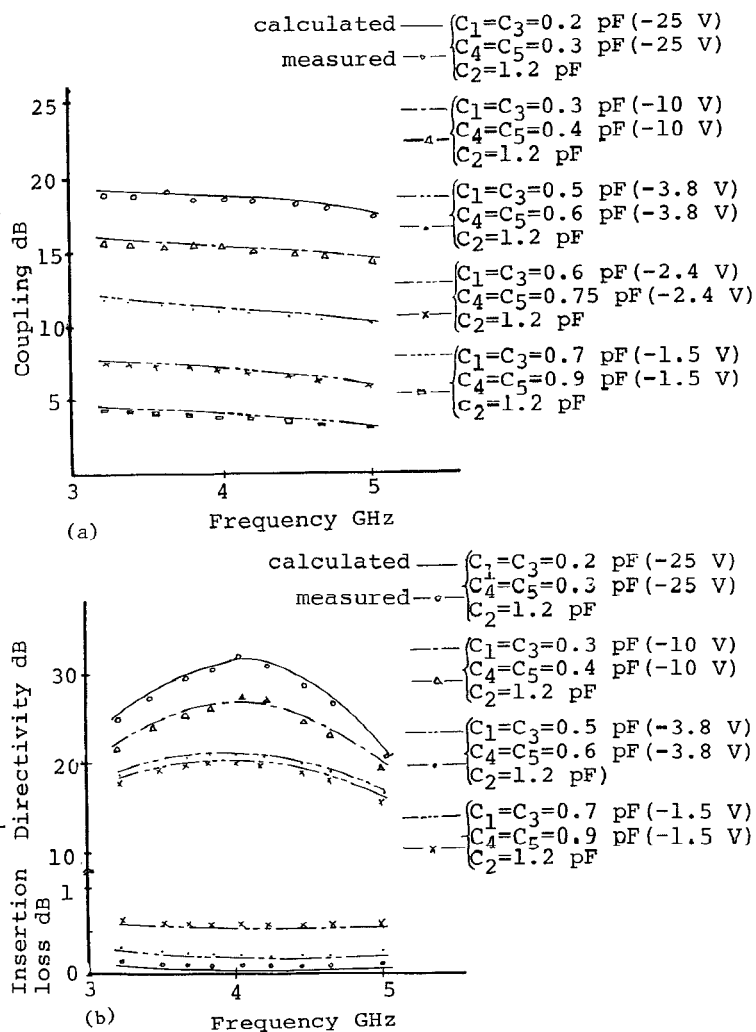 calculated —— C1=C3=0.2 pF(-25 V)
measured C4=C5=0.3 pF(-25 V)
C2=1.2 pF
C1=C3=0.3 pF(-10 V)
C4=C5=0.4 pF(-10 V)
C2=1.2 pF
C1=C3=0.5 pF(-3.8 V)
C4=C5=0.6 pF(-3.8 V)
C2=1.2 pF
C1=C3=0.6 pF(-2.4 V)
C4=C5=0.75 pF(-2.4 V)
C2=1.2 pF
C1=C3=0.7 pF(-1.5 V)
C4=C5=0.9 pF(-1.5 V)
C2=1.2 pF
Coupling dB
25
20
15
10
5
3 4 5
Frequency GHz
(a)
calculated —— C1=C3=0.2 pF(-25 V)
measured C4=C5=0.3 pF(-25 V)
C2=1.2 pF
C1=C3=0.3 pF(-10 V)
C4=C5=0.4 pF(-10 V)
C2=1.2 pF
C1=C3=0.5 pF(-3.8 V)
C4=C5=0.6 pF(-3.8 V)
C2=1.2 pF)
C1=C3=0.7 pF(-1.5 V)
C4=C5=0.9 pF(-1.5 V)
C2=1.2 pF
Directivity dB
30
20
10
Insertion
loss dB
1
0
3 4 5
Frequency GHz
(b)